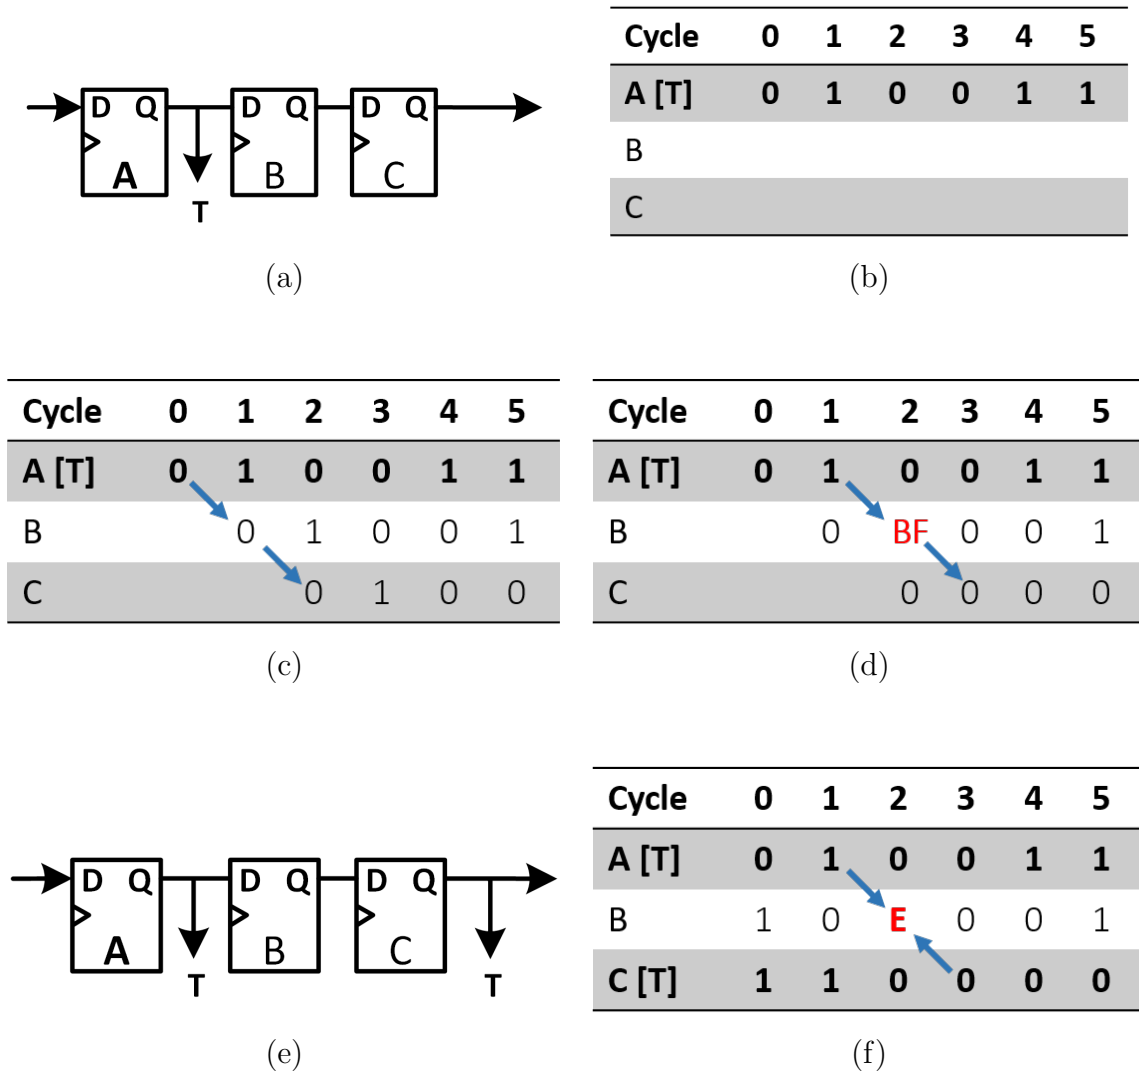 D Q D Q D Q
A B C
T
(a)
Cycle 0 1 2 3 4 5
A [T] 0 1 0 0 1 1
B
C
(b)
Cycle 0 1 2 3 4 5
A [T] 0 1 0 0 1 1
B 0 1 0 0 1
C 0 1 0 0
(c)
Cycle 0 1 2 3 4 5
A [T] 0 1 0 0 1 1
B 0 BF 0 0 1
C 0 0 0 0
(d)
D Q D Q D Q
A B C
T T
(e)
Cycle 0 1 2 3 4 5
A [T] 0 1 0 0 1 1
B 1 0 E 0 0 1
C [T] 1 1 0 0 0 0
(f)